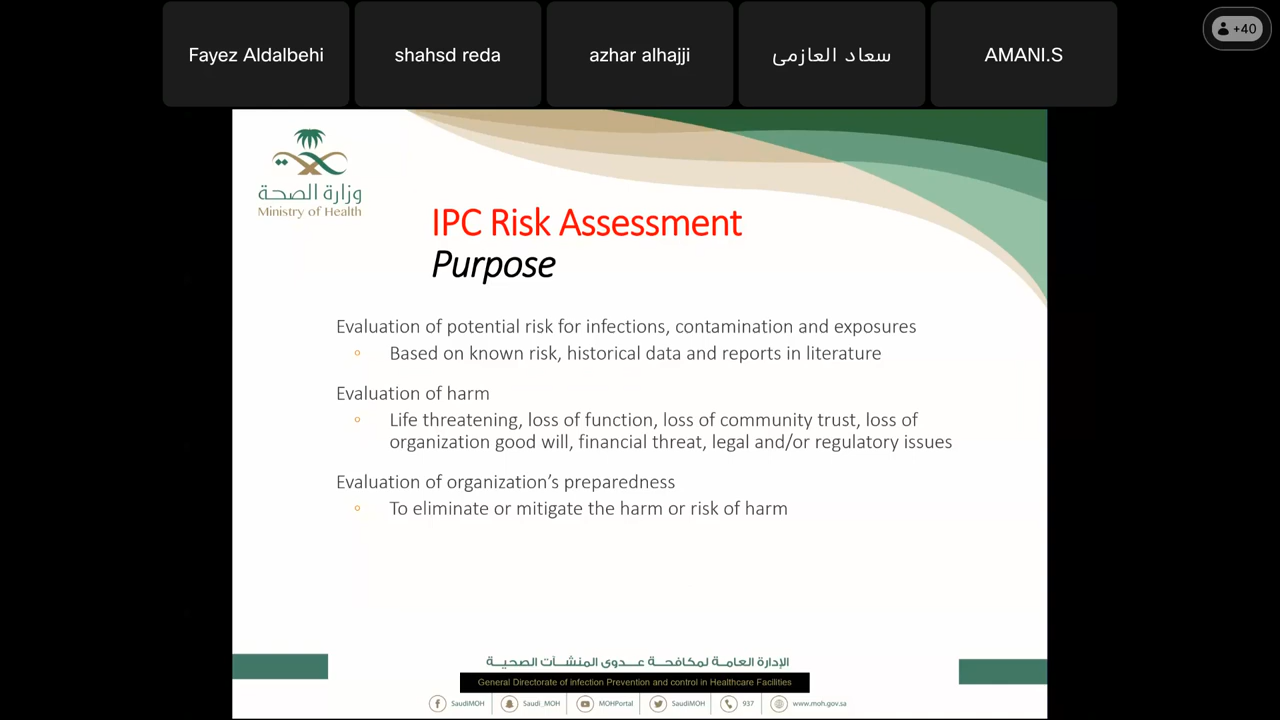 Fayez Aldalbehi
shahsd reda
azhar alhajji
سعاد العازمى
AMANI.S
+40
وزارة الصحة
Ministry of Health
IPC Risk Assessment
Purpose
Evaluation of potential risk for infections, contamination and exposures
Based on known risk, historical data and reports in literature
Evaluation of harm
Life threatening, loss of function, loss of community trust, loss of
organization good will, financial threat, legal and/or regulatory issues
Evaluation of organization’s preparedness
To eliminate or mitigate the harm or risk of harm
الإدارة العامة لمكافحة عدوى المنشآت الصحية
General Directorate of infection Prevention and control in Healthcare Facilities
SaudiMOH
Saudi_MOH
MOHPortal
SaudiMOH
937
www.moh.gov.sa